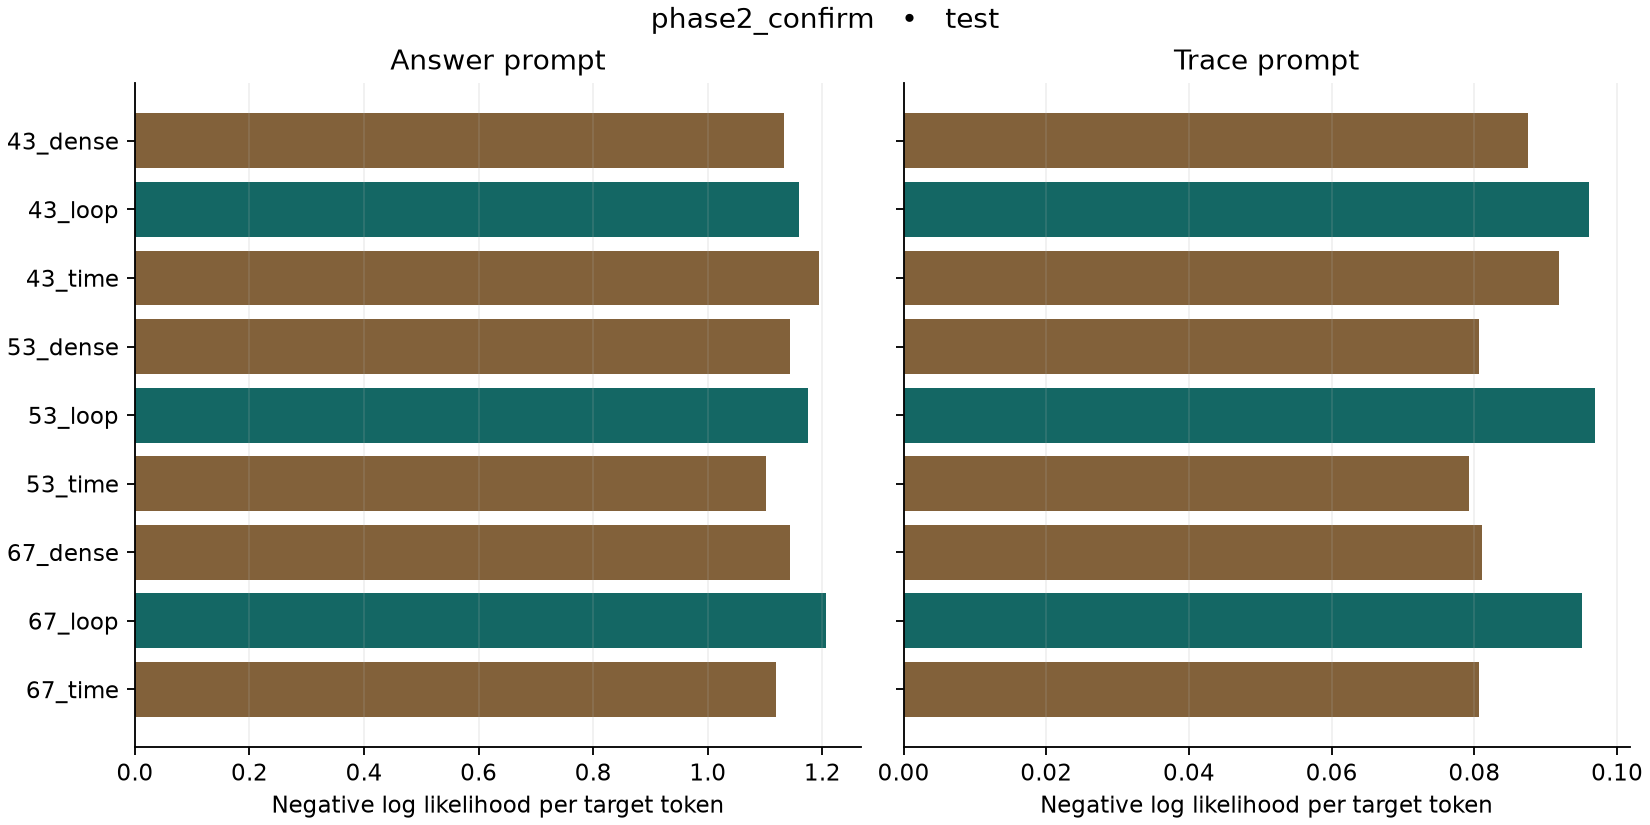 phase2_confirm • test
Answer prompt
Trace prompt
43_dense
43_loop
43_time
53_dense
53_loop
53_time
67_dense
67_loop
67_time
0.0 0.2 0.4 0.6 0.8 1.0 1.2
0.00 0.02 0.04 0.06 0.08 0.10
Negative log likelihood per target token
Negative log likelihood per target token